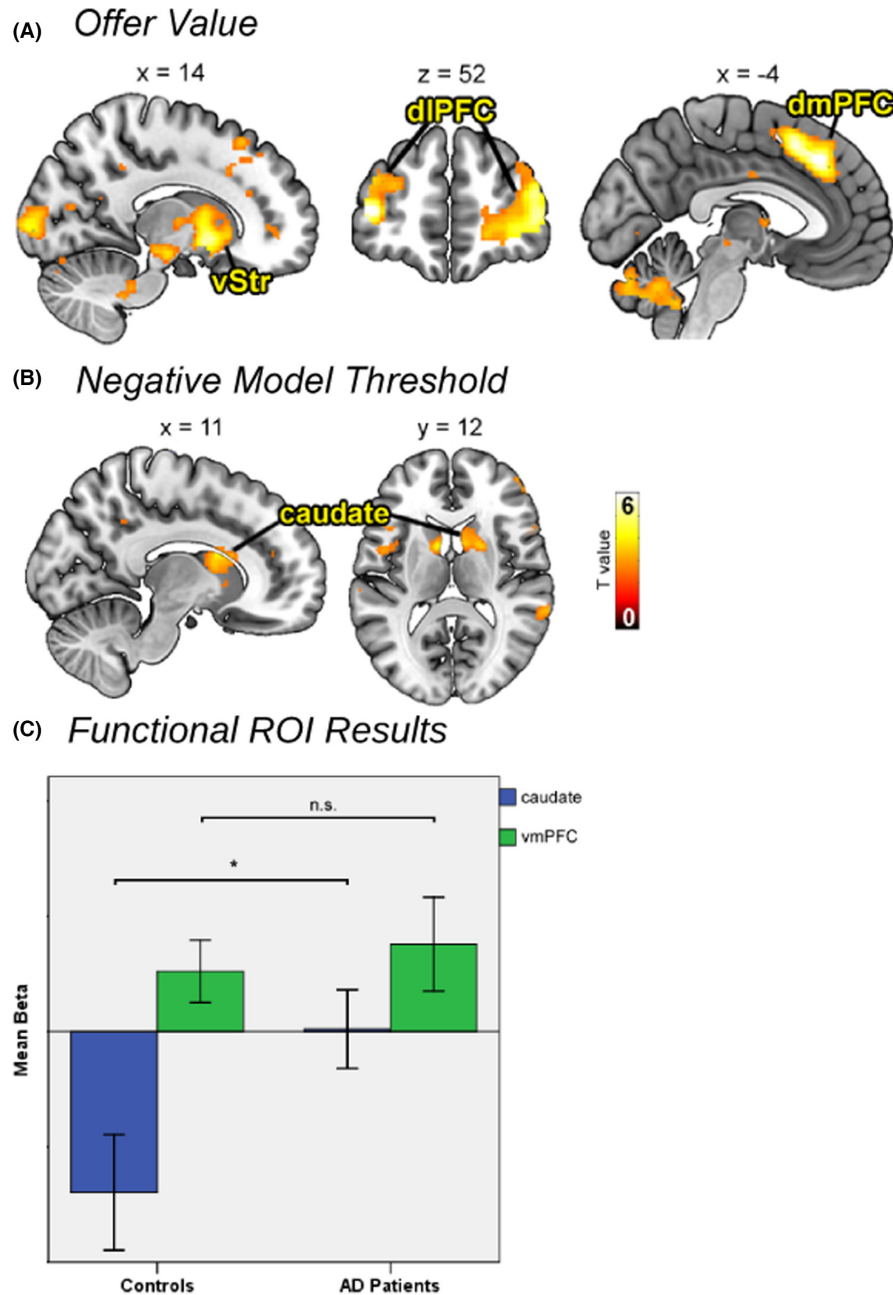 (A) Offer Value
x = 14 z = 52 x = -4
dlPFC dmPFC
vStr
(B) Negative Model Threshold
x = 11 y = 12
caudate
6
T value
0
(C) Functional ROI Results
caudate
n.s.
vmPFC
*
Mean Beta
Controls AD Patients